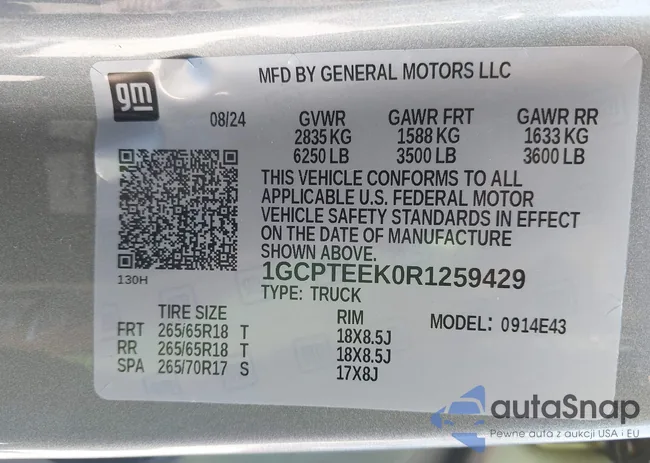 gm
MFD BY GENERAL MOTORS LLC
08/24
GVWR GAWR FRT GAWR RR
2835 KG 1588 KG 1633 KG
6250 LB 3500 LB 3600 LB
THIS VEHICLE CONFORMS TO ALL
APPLICABLE U.S. FEDERAL MOTOR
VEHICLE SAFETY STANDARDS IN EFFECT
ON THE DATE OF MANUFACTURE
SHOWN ABOVE.
1GCPTEEK0R1259429
TYPE: TRUCK
130H
TIRE SIZE RIM MODEL: 0914E43
FRT 265/65R18 T 18X8.5J
RR 265/65R18 T 18X8.5J
SPA 265/70R17 S 17X8J
autaSnap
Pewne auta z aukcji USA i EU